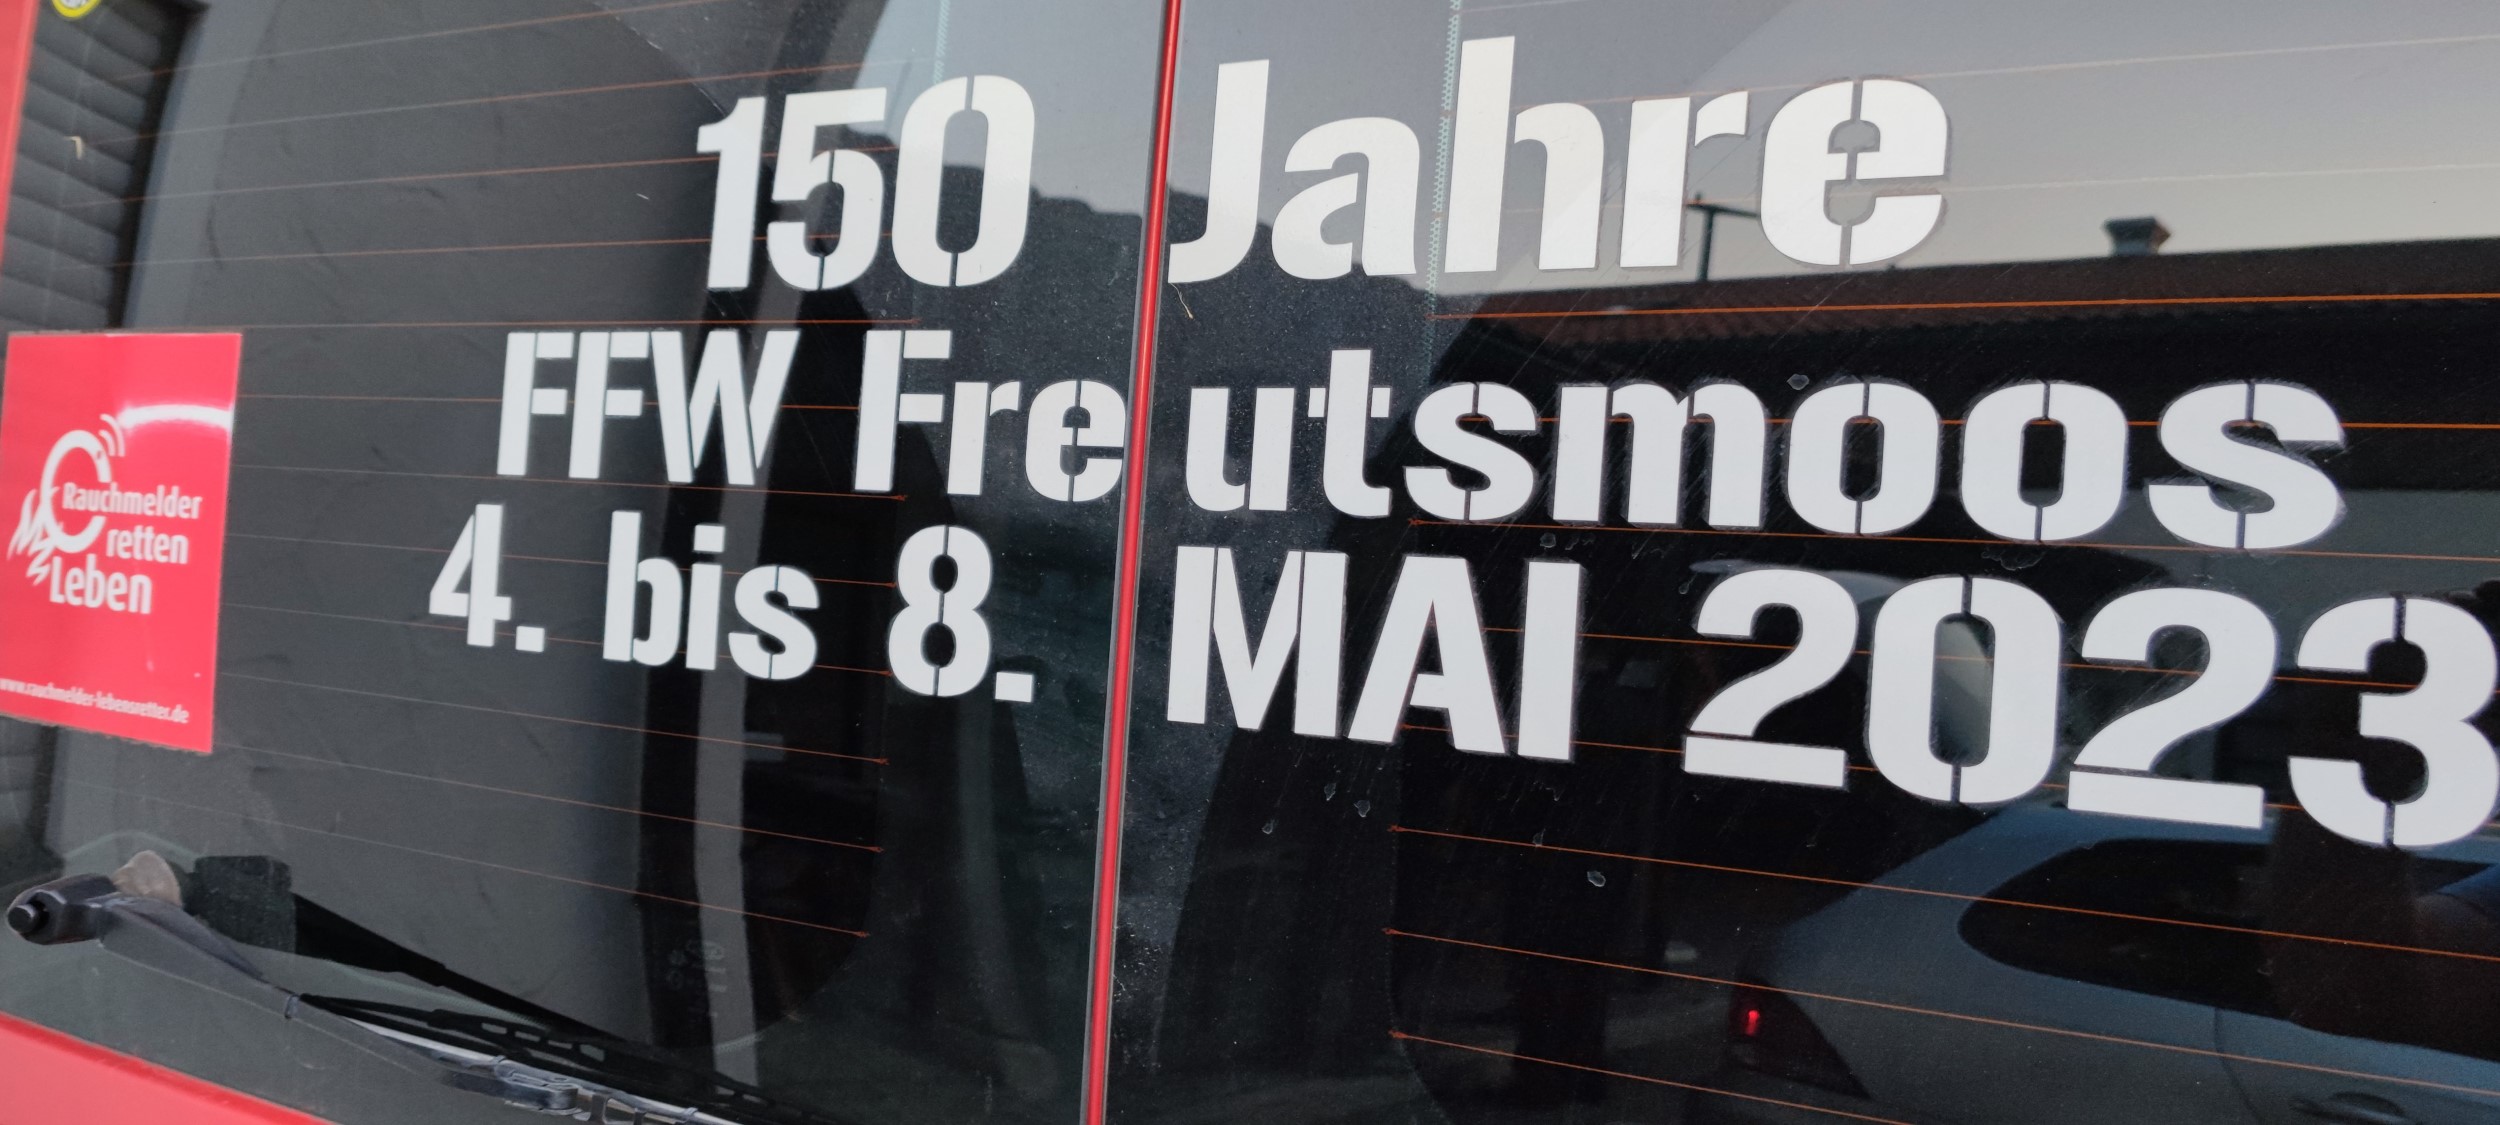 150 Jahre
FFW Freutsmoos
4. bis 8. MAI 2023
Rauchmelder
retten
Leben
www.rauchmelder-lebensretter.de